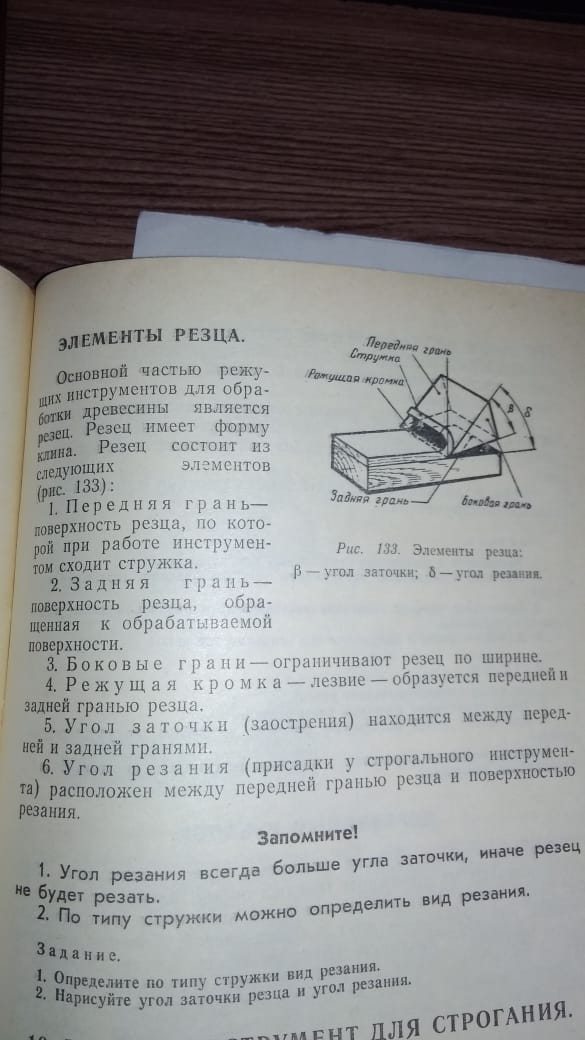 ЭЛЕМЕНТЫ РЕЗЦА.
Основной частью режу-
щих инструментов для обра-
ботки древесины является
резец. Резец имеет форму
клина. Резец состоит из
следующих элементов
(рис. 133):
1. Передняя грань—
поверхность резца, по кото-
рой при работе инструмен-
том сходит стружка.
2. Задняя грань—
поверхность резца, обра-
щенная к обрабатываемой
поверхности.
Передняя грань
Стружка
Режущая кромка
β
δ
Задняя грань
Боковая грань
Рис. 133. Элементы резца:
β — угол заточки; δ — угол резания.
3. Боковые грани — ограничивают резец по ширине.
4. Режущая кромка — лезвие — образуется передней и
задней гранью резца.
5. Угол заточки (заострения) находится между перед-
ней и задней гранями.
6. Угол резания (присадки у строгального инструмен-
та) расположен между передней гранью резца и поверхностью
резания.
Запомните!
1. Угол резания всегда больше угла заточки, иначе резец
не будет резать.
2. По типу стружки можно определить вид резания.
Задание.
1. Определите по типу стружки вид резания.
2. Нарисуйте угол заточки резца и угол резания.
ДЛЯ СТРОГАНИЯ.